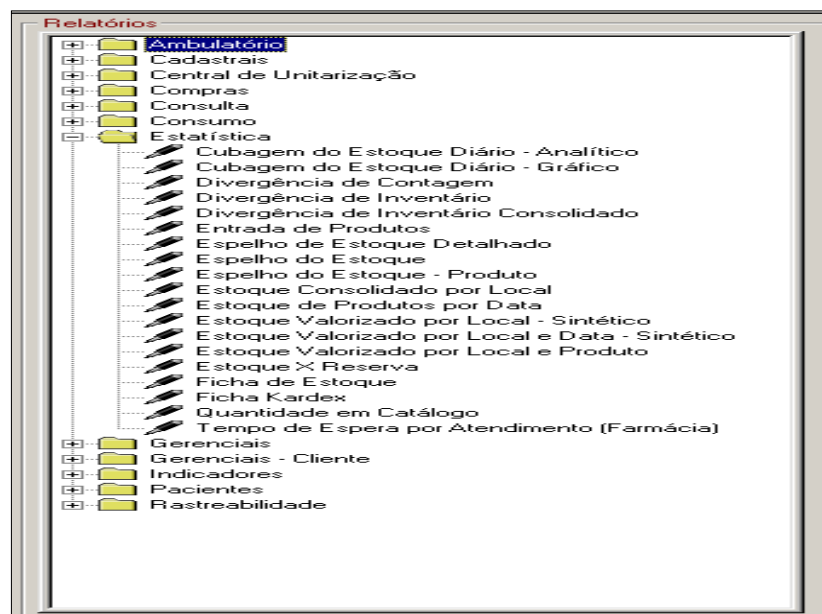 Relatórios
Ambulatório
Cadastrais
Central de Unitarização
Compras
Consulta
Consumo
Estatística
Cubagem do Estoque Diário - Analítico
Cubagem do Estoque Diário - Gráfico
Divergência de Contagem
Divergência de Inventário
Divergência de Inventário Consolidado
Entrada de Produtos
Espelho de Estoque Detalhado
Espelho do Estoque
Espelho do Estoque - Produto
Estoque Consolidado por Local
Estoque de Produtos por Data
Estoque Valorizado por Local - Sintético
Estoque Valorizado por Local e Data - Sintético
Estoque Valorizado por Local e Produto
Estoque X Reserva
Ficha de Estoque
Ficha Kardex
Quantidade em Catálogo
Tempo de Espera por Atendimento (Farmácia)
Gerenciais
Gerenciais - Cliente
Indicadores
Pacientes
Rastreabilidade